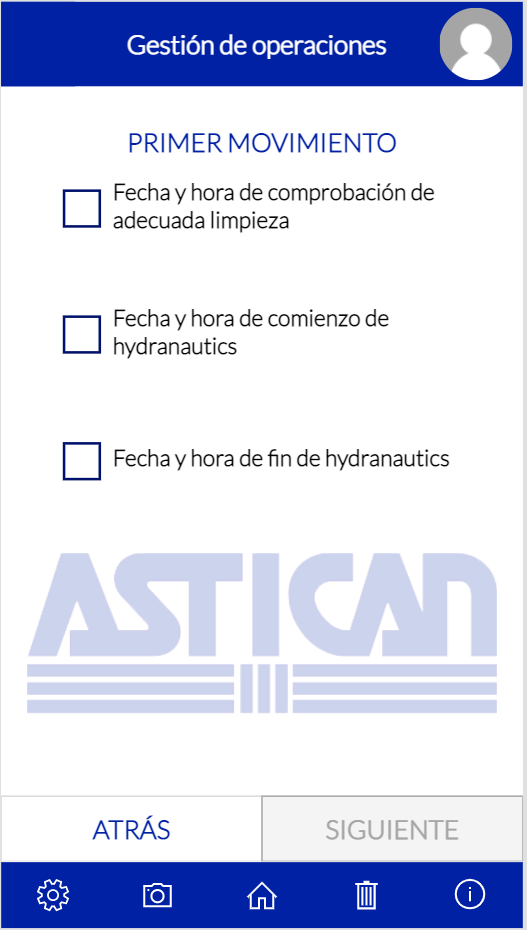 Gestión de operaciones
PRIMER MOVIMIENTO
Fecha y hora de comprobación de
adecuada limpieza
Fecha y hora de comienzo de
hydranautics
Fecha y hora de fin de hydranautics
ASTICAN
ATRÁS
SIGUIENTE